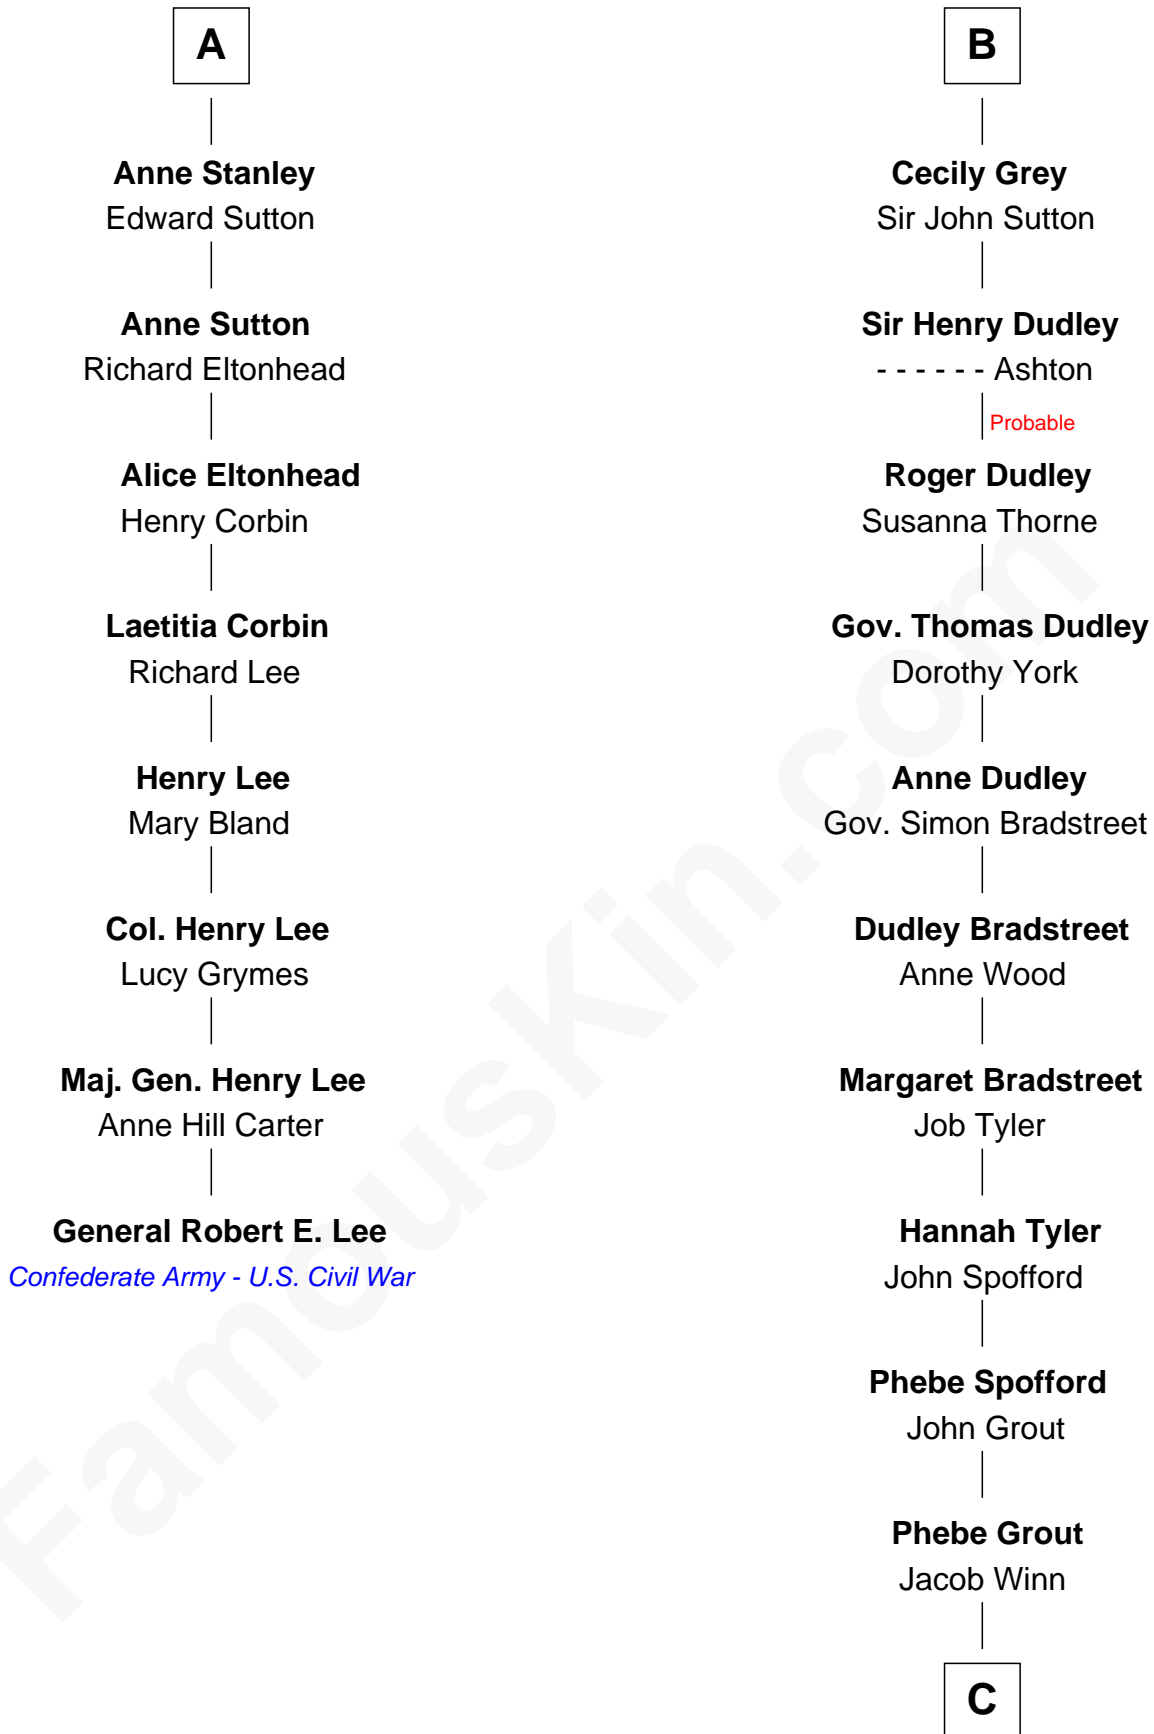 A
Anne Stanley
Edward Sutton
Anne Sutton
Richard Eltonhead
Alice Eltonhead
Henry Corbin
Laetitia Corbin
Richard Lee
Henry Lee
Mary Bland
Col. Henry Lee
Lucy Grymes
Maj. Gen. Henry Lee
Anne Hill Carter
General Robert E. Lee
Confederate Army - U.S. Civil War
B
Cecily Grey
Sir John Sutton
Sir Henry Dudley
- - - - - - Ashton
Probable
Roger Dudley
Susanna Thorne
Gov. Thomas Dudley
Dorothy York
Anne Dudley
Gov. Simon Bradstreet
Dudley Bradstreet
Anne Wood
Margaret Bradstreet
Job Tyler
Hannah Tyler
John Spofford
Phebe Spofford
John Grout
Phebe Grout
Jacob Winn
C
FamousKin.com